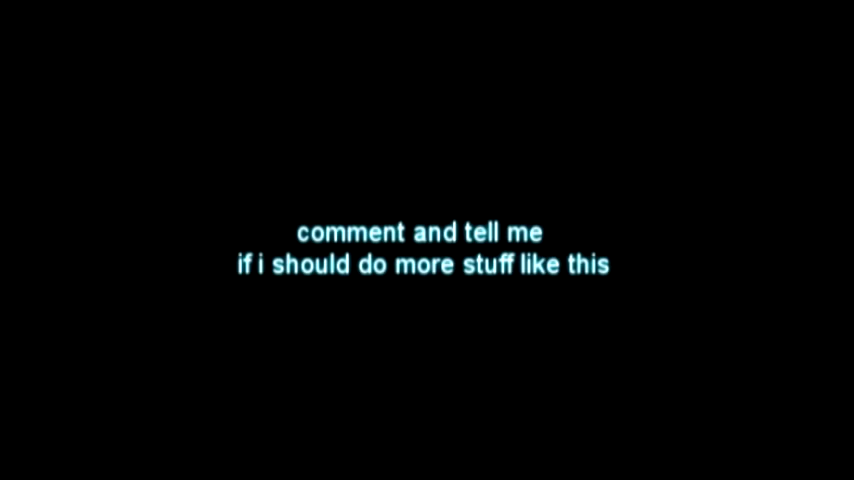 comment and tell me
if i should do more stuff like this